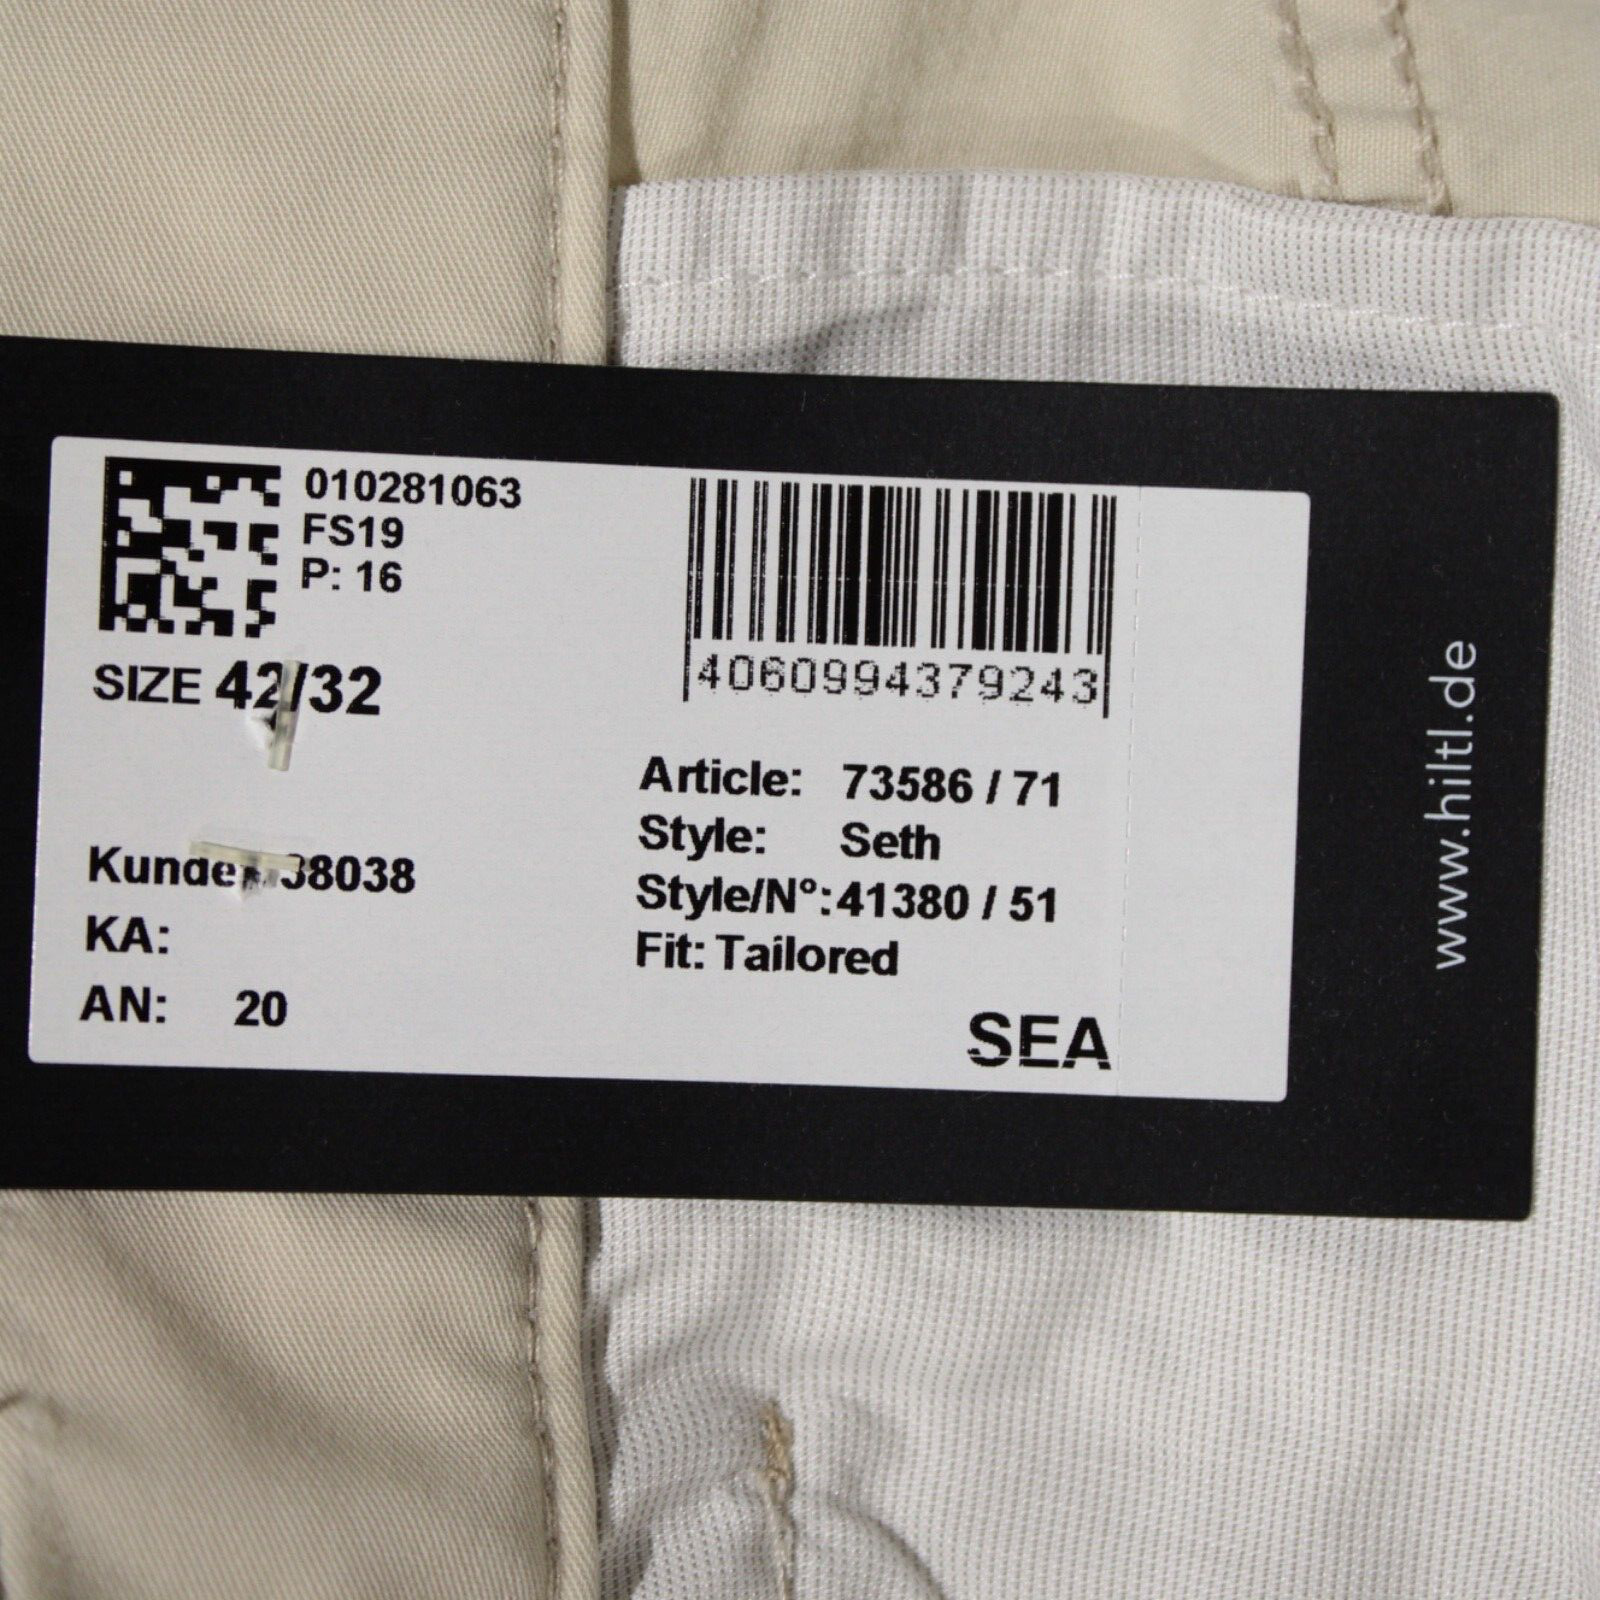 010281063
FS19
P: 16
SIZE 42/32
4060994379243
Article: 73586 / 71
Style: Seth
Style/N°:41380 / 51
Fit: Tailored
38038
KA:
AN: 20
SEA
www.hiltl.de